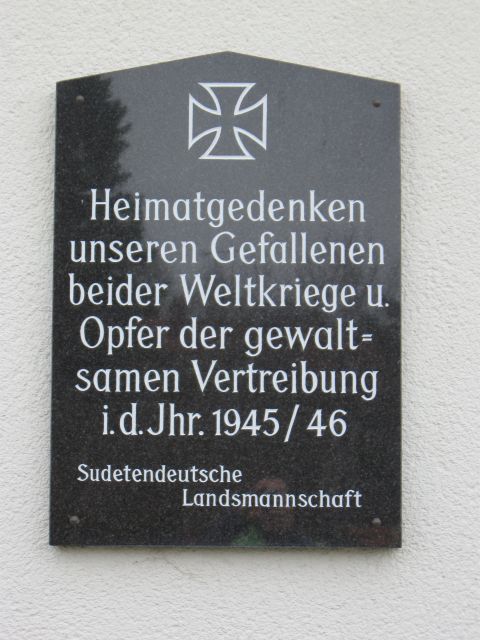 Heimatgedenken
unseren Gefallenen
beider Weltkriege u.
Opfer der gewalt=
samen Vertreibung
i.d.Jhr. 1945/46
Sudetendeutsche
Landsmannschaft